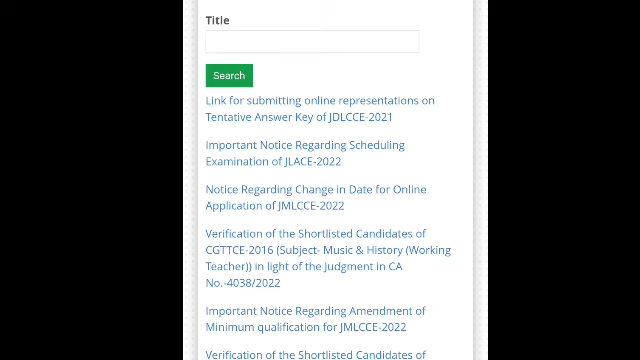 Title
Search
Link for submitting online representations on
Tentative Answer Key of JDLCCE-2021
Important Notice Regarding Scheduling
Examination of JLACE-2022
Notice Regarding Change in Date for Online
Application of JMLCCE-2022
Verification of the Shortlisted Candidates of
CGTTCE-2016 (Subject- Music & History (Working
Teacher)) in light of the Judgment in CA
No.-4038/2022
Important Notice Regarding Amendment of
Minimum qualification for JMLCCE-2022
Verification of the Shortlisted Candidates of